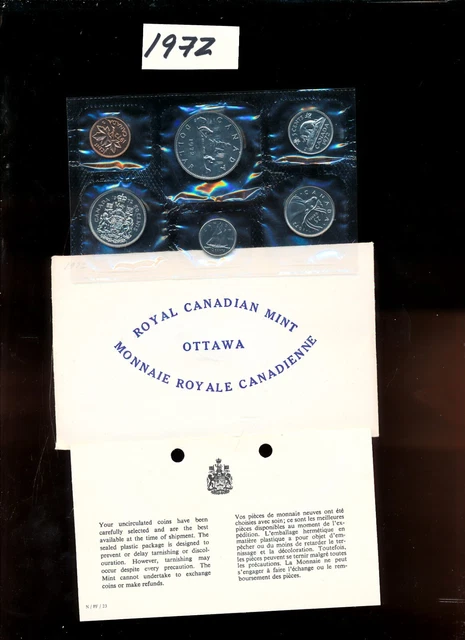 1972
CANADA
DOLLAR
CANADA
CANADA
CANADA
1972
ROYAL CANADIAN MINT
OTTAWA
MONNAIE ROYALE CANADIENNE
Your uncirculated coins have been
carefully selected and are the best
available at the time of shipment. The
sealed plastic package is designed to
prevent or delay tarnishing or discol-
ouration. However, tarnishing may
occur despite every precaution. The
Mint cannot undertake to exchange
coins or make refunds.
Vos pièces de monnaie neuves ont été
choisies avec soin; ce sont les meilleures
pièces disponibles au moment de l'ex-
pédition. L'emballage hermétique en
matière plastique a pour objet d'em-
pêcher ou du moins de retarder le ter-
nissage et la décoloration. Toutefois,
les pièces peuvent se ternir malgré toutes
les précautions. La Monnaie ne peut
s'engager à faire l'échange ou le rem-
boursement des pièces.